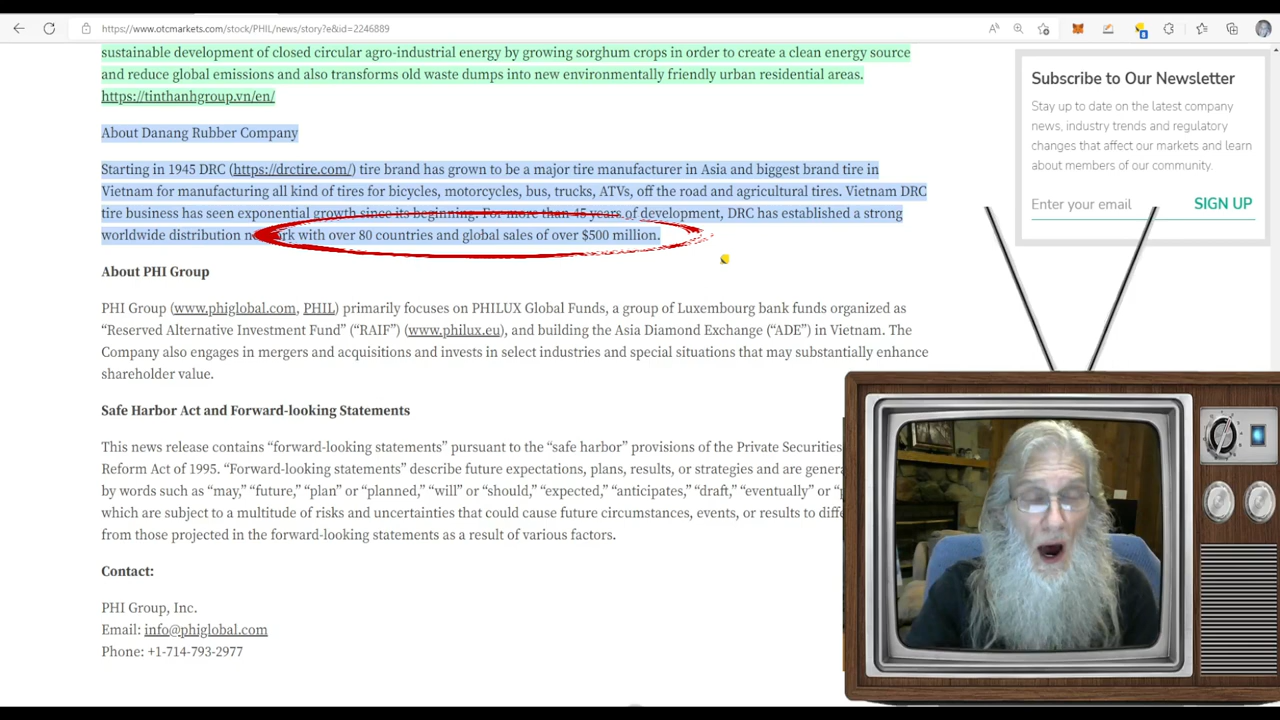 https://www.otcmarkets.com/stock/PHIL/news/story?e&id=2246889
sustainable development of closed circular agro-industrial energy by growing sorghum crops in order to create a clean energy source
and reduce global emissions and also transforms old waste dumps into new environmentally friendly urban residential areas.
https://tinthanhgroup.vn/en/
About Danang Rubber Company
Starting in 1945 DRC (https://drctire.com/) tire brand has grown to be a major tire manufacturer in Asia and biggest brand tire in
Vietnam for manufacturing all kind of tires for bicycles, motorcycles, bus, trucks, ATVs, off the road and agricultural tires. Vietnam DRC
tire business has seen exponential growth since its beginning. For more than 45 years of development, DRC has established a strong
worldwide distribution network with over 80 countries and global sales of over $500 million.
About PHI Group
PHI Group (www.phiglobal.com, PHIL) primarily focuses on PHILUX Global Funds, a group of Luxembourg bank funds organized as
“Reserved Alternative Investment Fund” (“RAIF”) (www.philux.eu), and building the Asia Diamond Exchange (“ADE”) in Vietnam. The
Company also engages in mergers and acquisitions and invests in select industries and special situations that may substantially enhance
shareholder value.
Safe Harbor Act and Forward-looking Statements
This news release contains “forward-looking statements” pursuant to the “safe harbor” provisions of the Private Securities
Reform Act of 1995. “Forward-looking statements” describe future expectations, plans, results, or strategies and are genera
by words such as “may,” “future,” “plan” or “planned,” “will” or “should,” “expected,” “anticipates,” “draft,” “eventually” or “p
which are subject to a multitude of risks and uncertainties that could cause future circumstances, events, or results to diffe
from those projected in the forward-looking statements as a result of various factors.
Contact:
PHI Group, Inc.
Email: info@phiglobal.com
Phone: +1-714-793-2977
Subscribe to Our Newsletter
Stay up to date on the latest company
news, industry trends and regulatory
changes that affect our markets and learn
about members of our community.
Enter your email SIGN UP